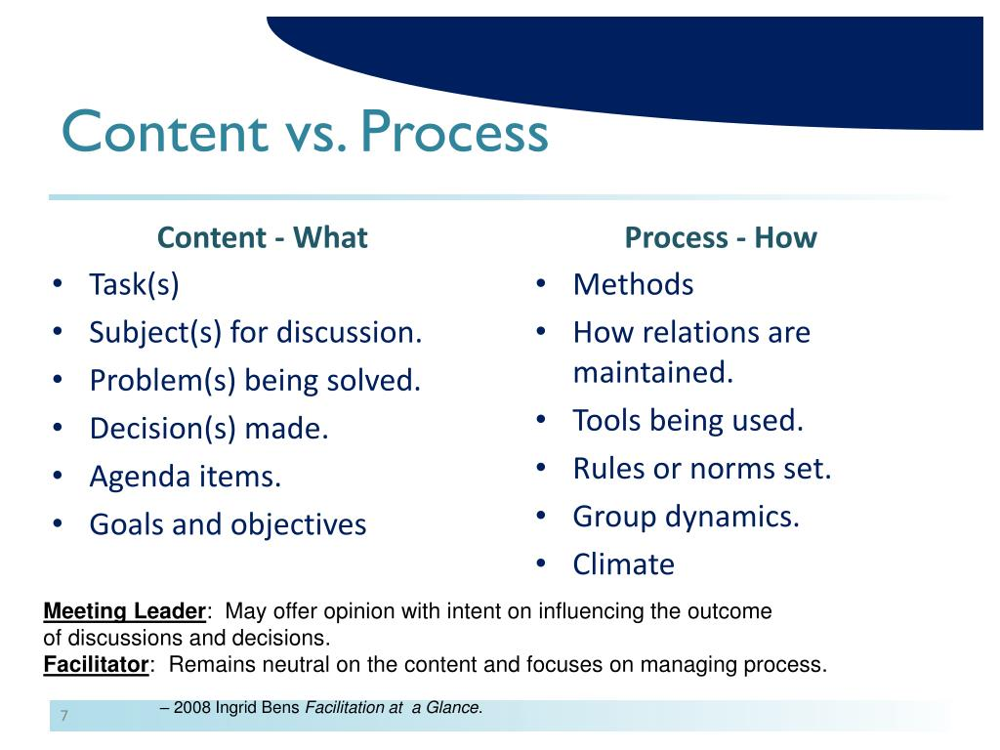 Content vs. Process
Content - What
• Task(s)
• Subject(s) for discussion.
• Problem(s) being solved.
• Decision(s) made.
• Agenda items.
• Goals and objectives
Process - How
• Methods
• How relations are
maintained.
• Tools being used.
• Rules or norms set.
• Group dynamics.
• Climate
Meeting Leader:  May offer opinion with intent on influencing the outcome
of discussions and decisions.
Facilitator:  Remains neutral on the content and focuses on managing process.
– 2008 Ingrid Bens Facilitation at  a Glance.
7